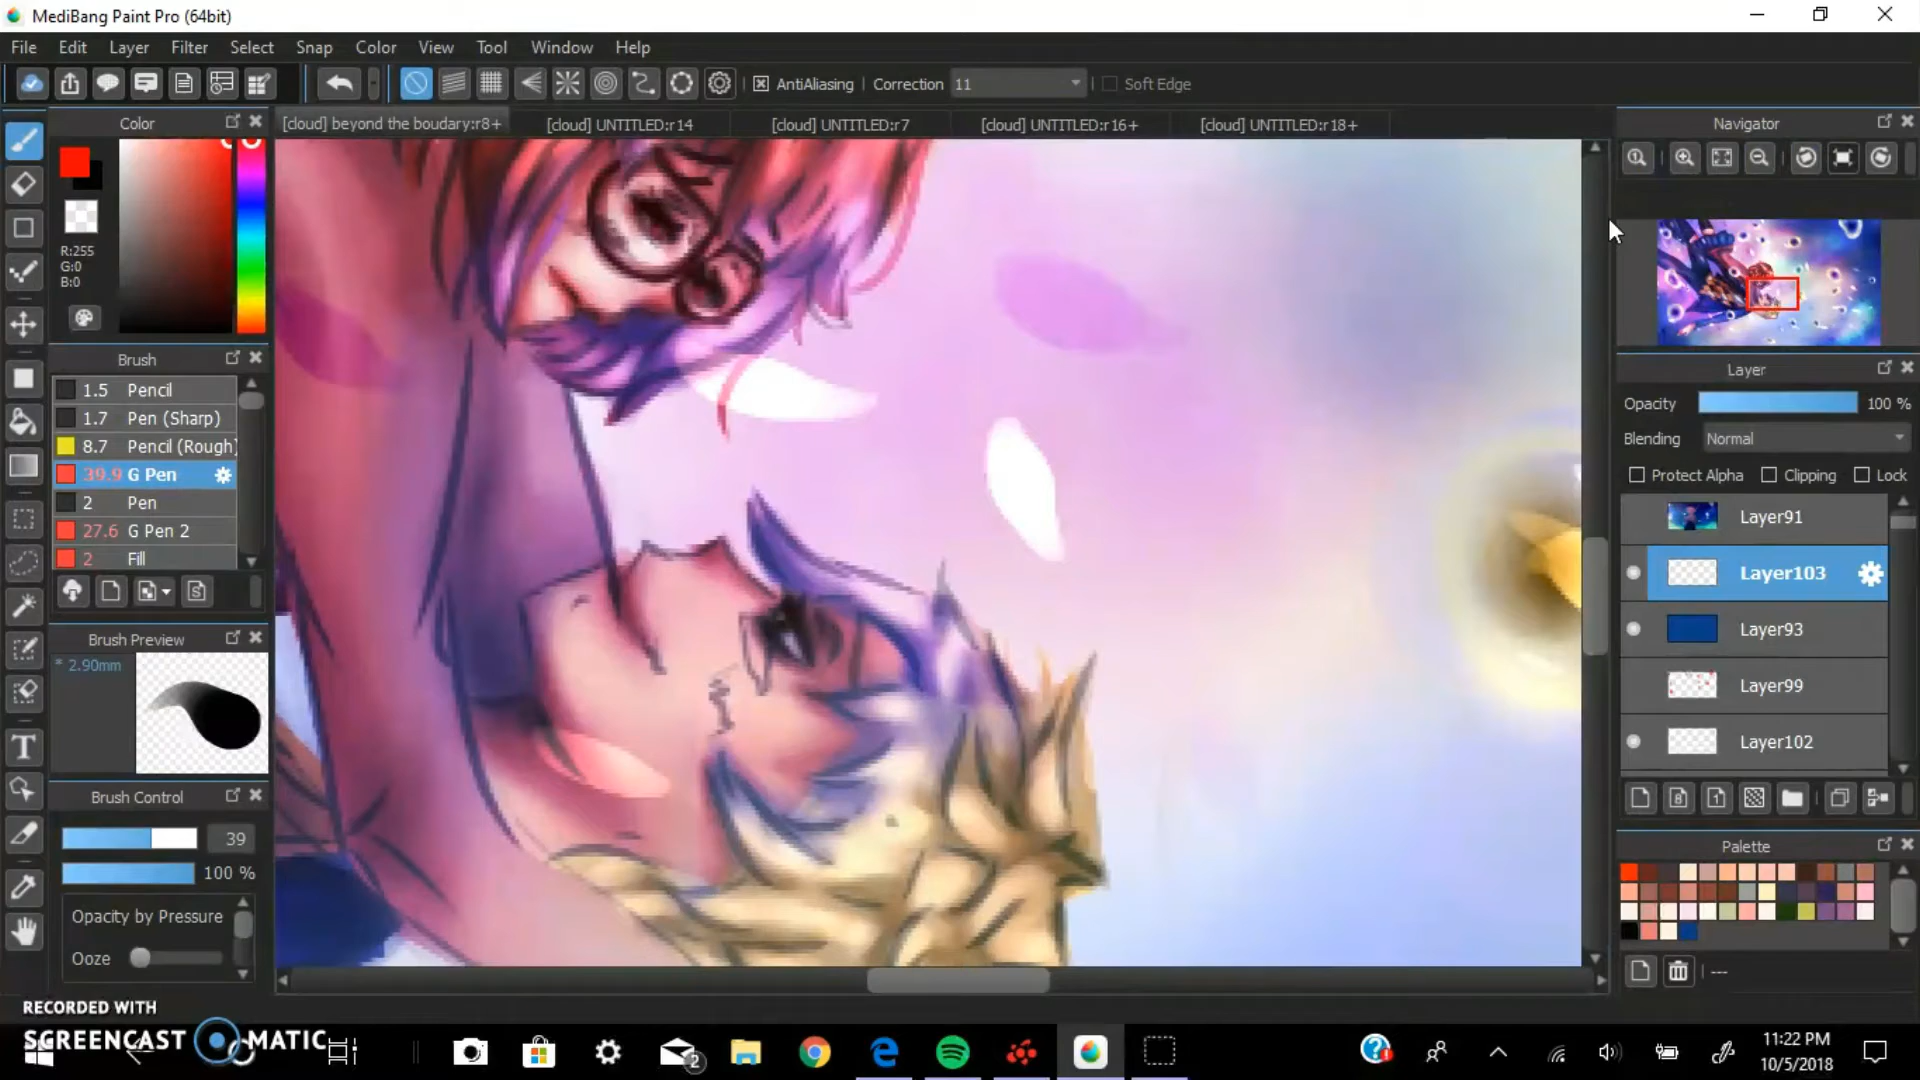 MediBang Paint Pro (64bit)
File Edit Layer Filter Select Snap Color View Tool Window Help
AntiAliasing Correction 11 Soft Edge
Color
[cloud] beyond the boudary:r8+ [cloud] UNTITLED:r14 [cloud] UNTITLED:r7 [cloud] UNTITLED:r16+ [cloud] UNTITLED:r18+
Navigator
R:255
G:0
B:0
Brush
1.5 Pencil
1.7 Pen (Sharp)
8.7 Pencil (Rough)
39.9 G Pen
2 Pen
27.6 G Pen 2
2 Fill
Brush Preview
* 2.90mm
Brush Control
39
100 %
Opacity by Pressure
Ooze
Layer
Opacity 100 %
Blending Normal
Protect Alpha Clipping Lock
Layer91
Layer103
Layer93
Layer99
Layer102
8 1
Palette
---
RECORDED WITH
SCREENCAST MATIC
2
11:22 PM
10/5/2018